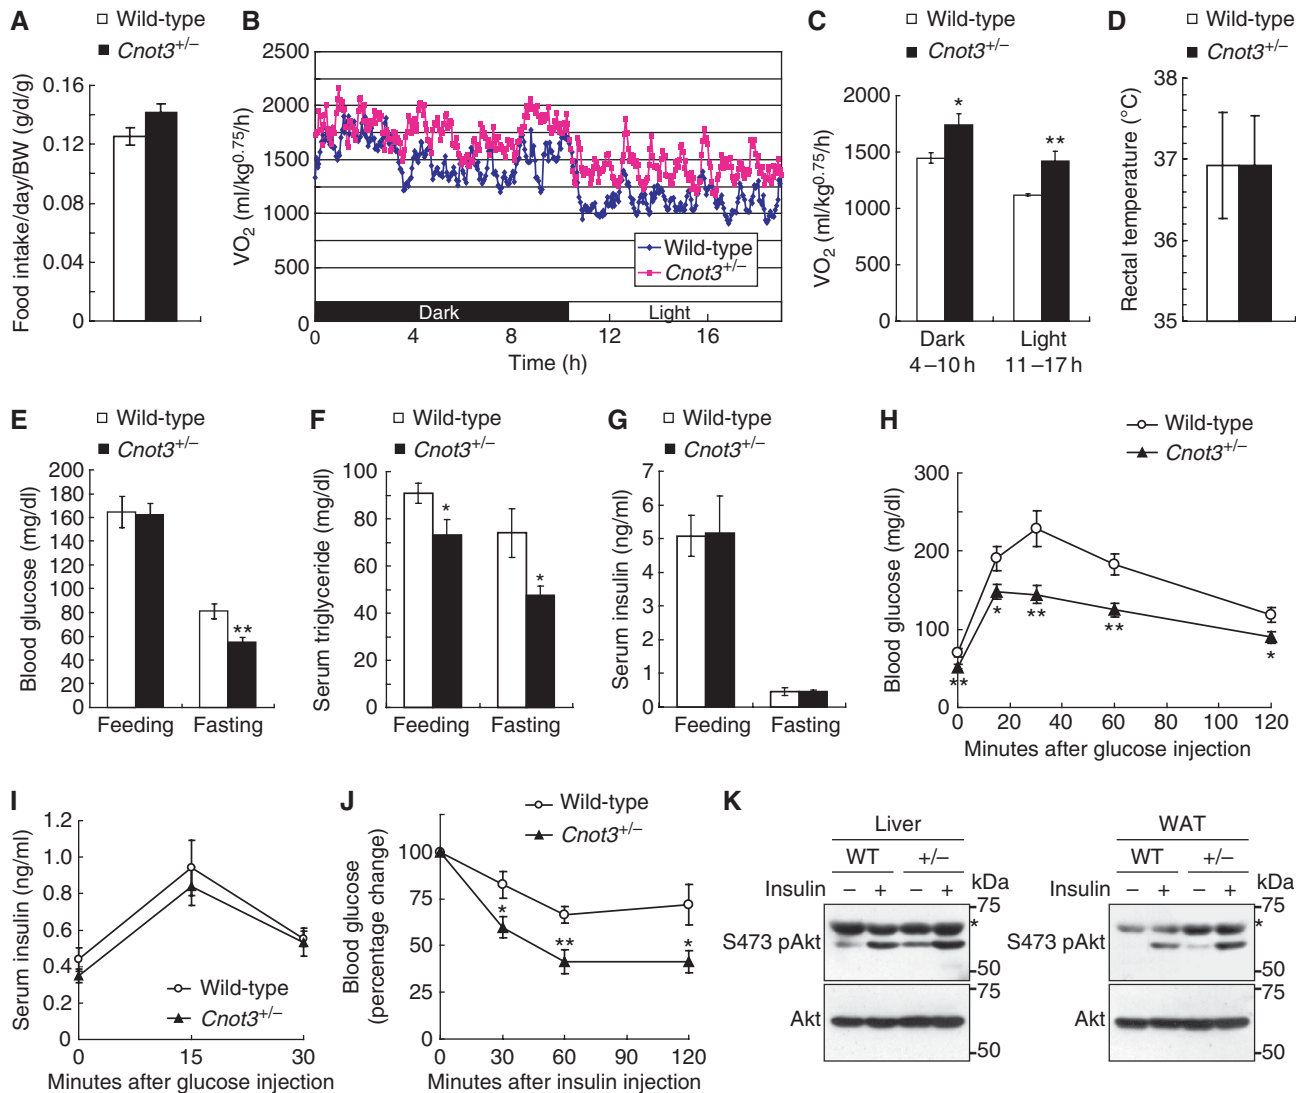 A
Wild-type
Cnot3+/–
Food intake/day/BW (g/d/g)
0.16
0.12
0.08
0.04
0
B
VO2 (ml/kg0.75/h)
2500
2000
1500
1000
500
0
Wild-type
Cnot3+/–
Dark
Light
0
4
8
12
16
Time (h)
C
Wild-type
Cnot3+/–
VO2 (ml/kg0.75/h)
2000
1500
1000
500
0
*
**
Dark
4–10 h
Light
11–17 h
D
Wild-type
Cnot3+/–
Rectal temperature (°C)
38
37
36
35
E
Wild-type
Cnot3+/–
Blood glucose (mg/dl)
200
180
160
140
120
100
80
60
40
20
0
**
Feeding
Fasting
F
Wild-type
Cnot3+/–
Serum triglyceride (mg/dl)
100
80
60
40
20
0
*
*
Feeding
Fasting
G
Wild-type
Cnot3+/–
Serum insulin (ng/ml)
7
6
5
4
3
2
1
0
Feeding
Fasting
H
Wild-type
Cnot3+/–
Blood glucose (mg/dl)
300
200
100
0
**
*
**
**
*
0
20
40
60
80
100
120
Minutes after glucose injection
I
Serum insulin (ng/ml)
1.2
1.0
0.8
0.6
0.4
0.2
0
Wild-type
Cnot3+/–
0
15
30
Minutes after glucose injection
J
Wild-type
Cnot3+/–
Blood glucose
(percentage change)
100
75
50
25
0
*
**
*
0
30
60
90
120
Minutes after insulin injection
K
Liver
WT
+/–
Insulin – + – + kDa
75
*
S473 pAkt
50
75
Akt
50
WAT
WT
+/–
Insulin – + – + kDa
75
*
S473 pAkt
50
75
Akt
50